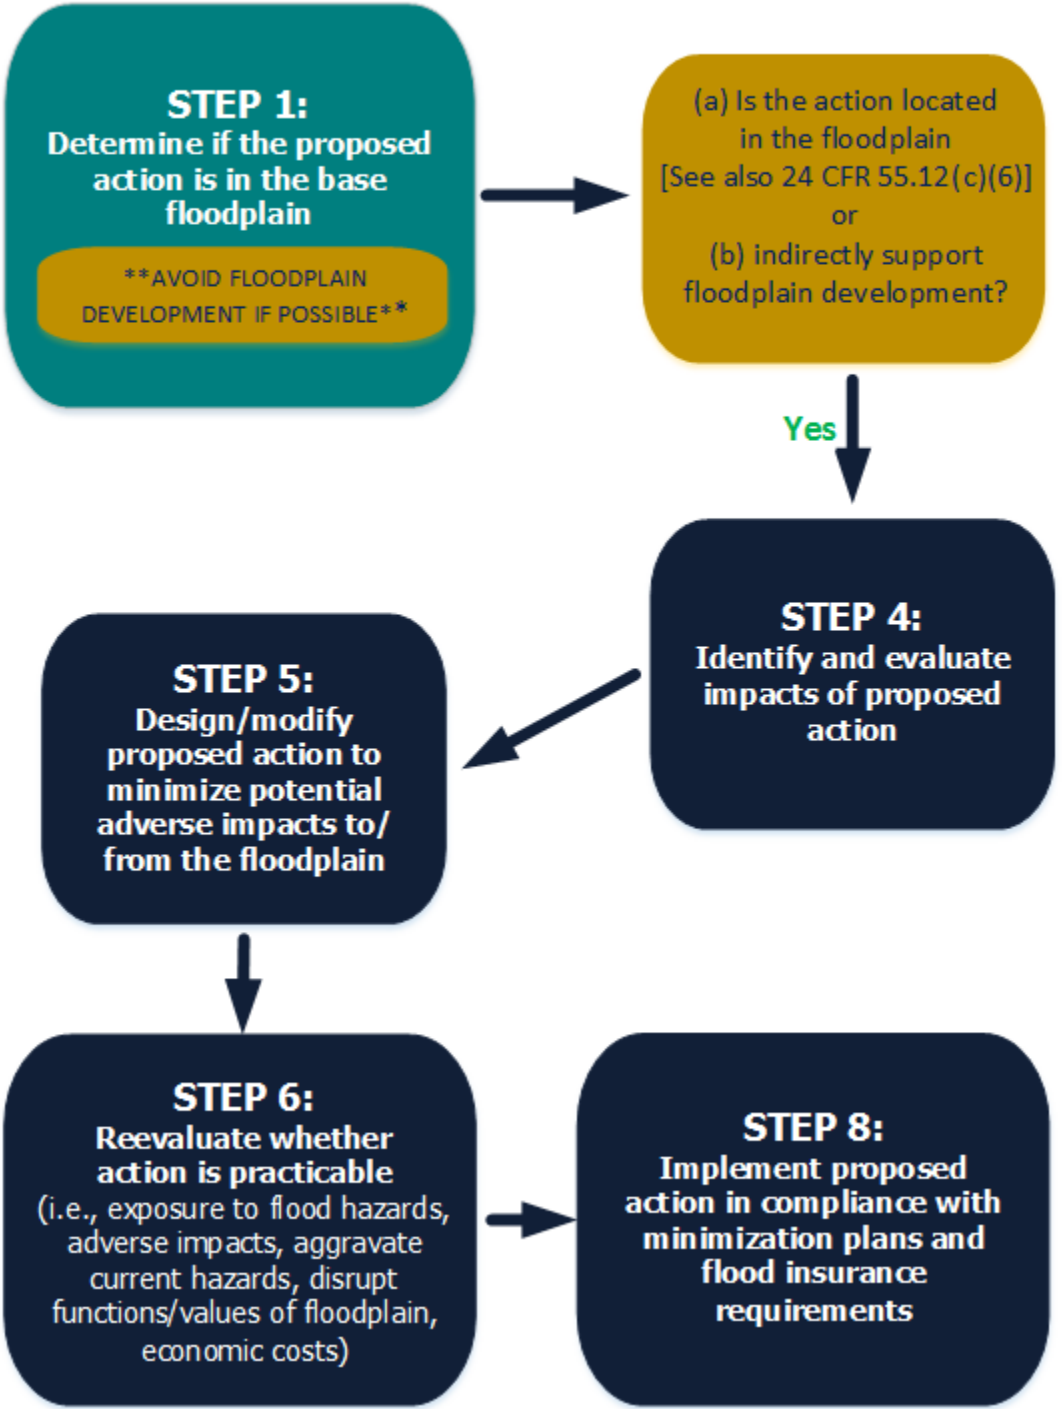 STEP 1:
Determine if the proposed
action is in the base
floodplain
**AVOID FLOODPLAIN
DEVELOPMENT IF POSSIBLE**
(a) Is the action located
in the floodplain
[See also 24 CFR 55.12(c)(6)]
or
(b) indirectly support
floodplain development?
Yes
STEP 4:
Identify and evaluate
impacts of proposed
action
STEP 5:
Design/modify
proposed action to
minimize potential
adverse impacts to/
from the floodplain
STEP 6:
Reevaluate whether
action is practicable
(i.e., exposure to flood hazards,
adverse impacts, aggravate
current hazards, disrupt
functions/values of floodplain,
economic costs)
STEP 8:
Implement proposed
action in compliance with
minimization plans and
flood insurance
requirements